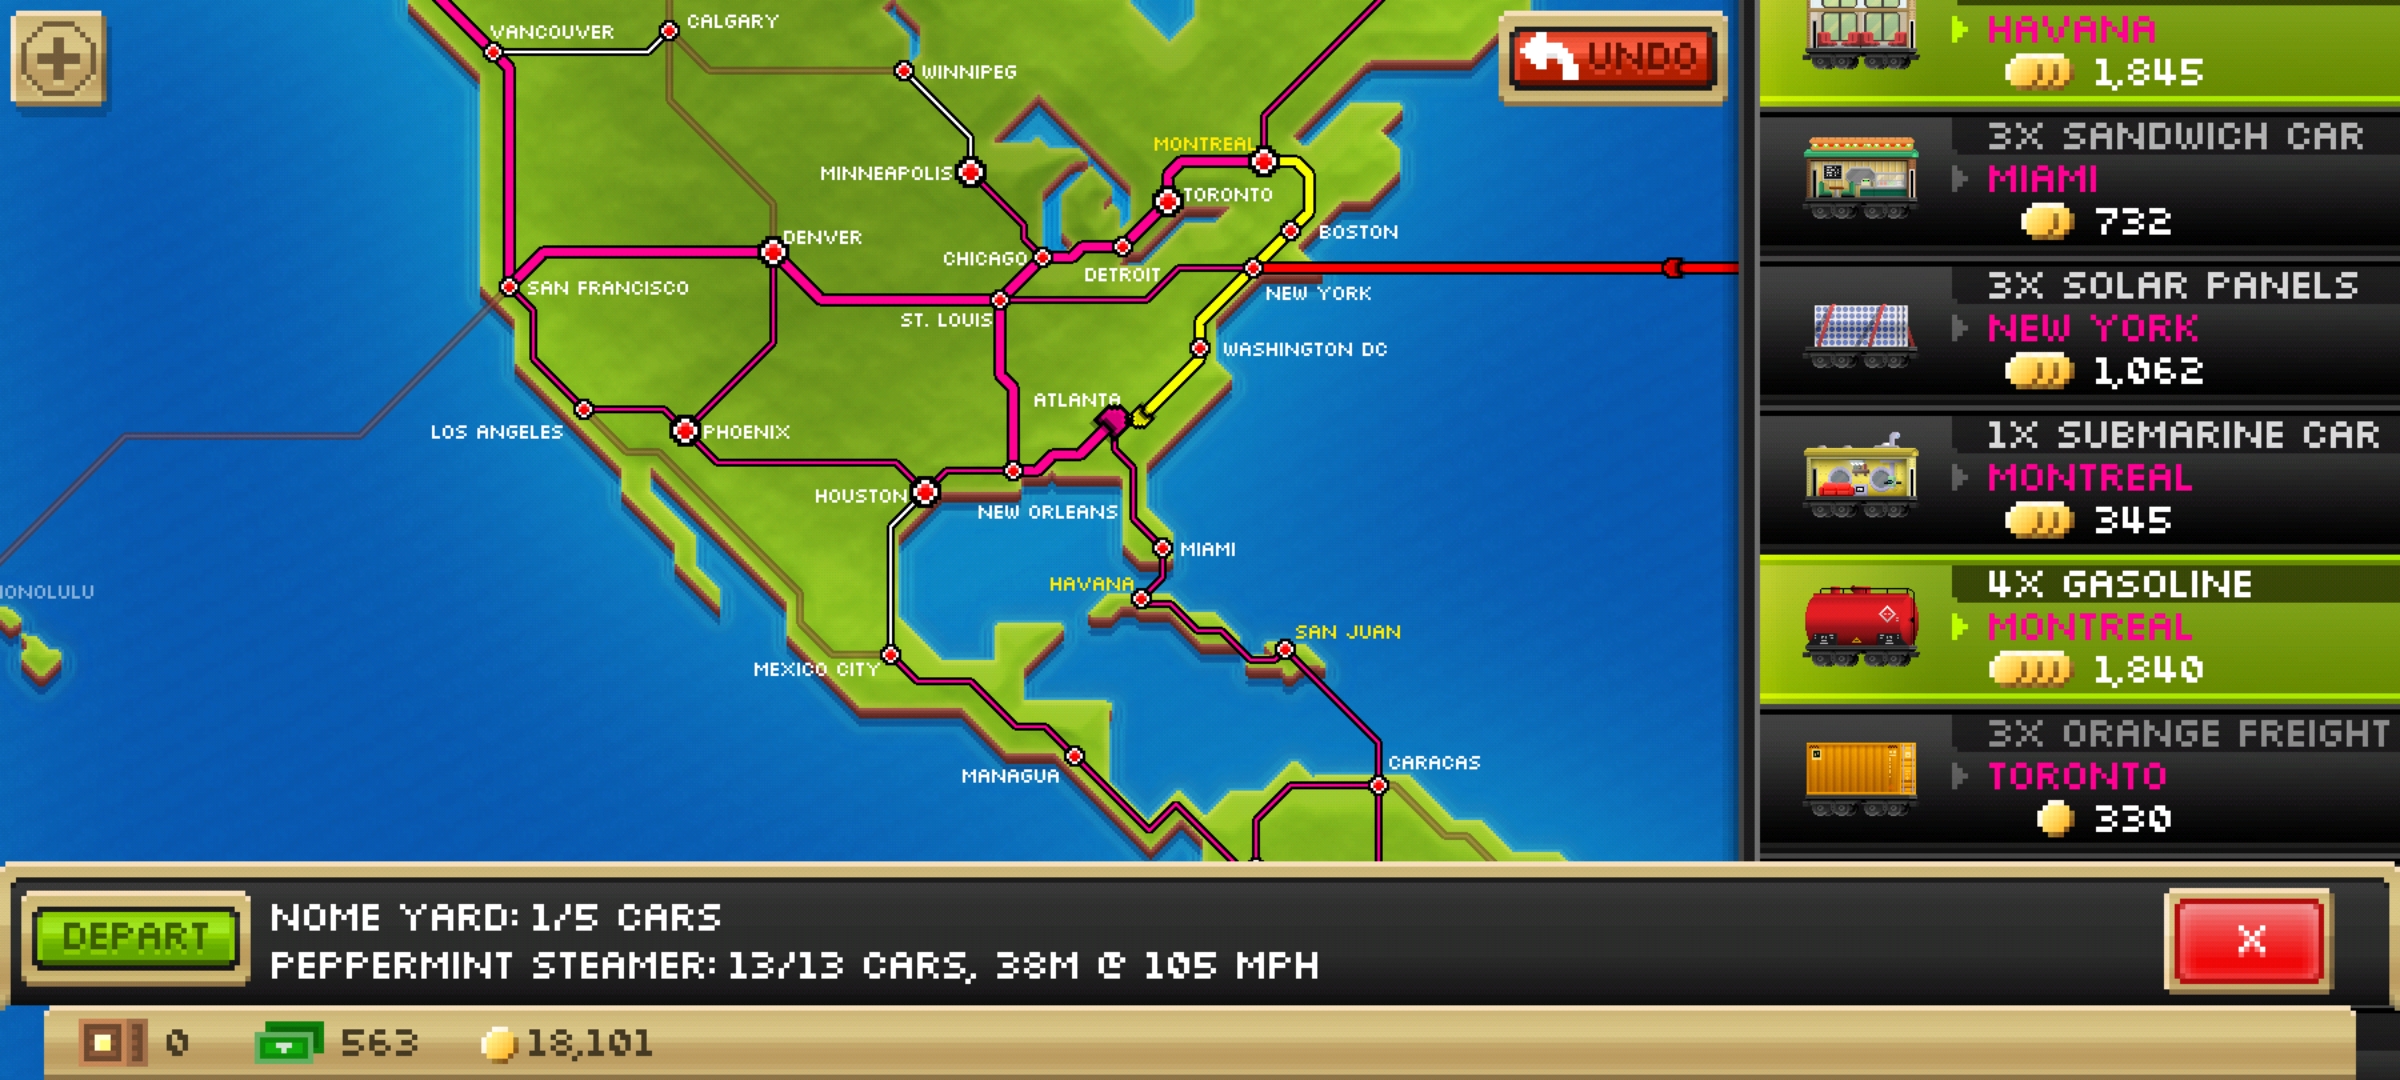 VANCOUVER
CALGARY
WINNIPEG
UNDO
MONTREAL
MINNEAPOLIS
TORONTO
BOSTON
DENVER
CHICAGO
DETROIT
SAN FRANCISCO
NEW YORK
ST. LOUIS
WASHINGTON DC
ATLANTA
LOS ANGELES
PHOENIX
HOUSTON
NEW ORLEANS
MIAMI
HAVANA
ONOLULU
SAN JUAN
MEXICO CITY
MANAGUA
CARACAS
HAVANA
1,845
3X SANDWICH CAR
MIAMI
732
3X SOLAR PANELS
NEW YORK
1,062
1X SUBMARINE CAR
MONTREAL
345
4X GASOLINE
MONTREAL
1,840
3X ORANGE FREIGHT
TORONTO
330
DEPART
NOME YARD: 1/5 CARS
PEPPERMINT STEAMER: 13/13 CARS, 38M @ 105 MPH
X
0
563
18,101